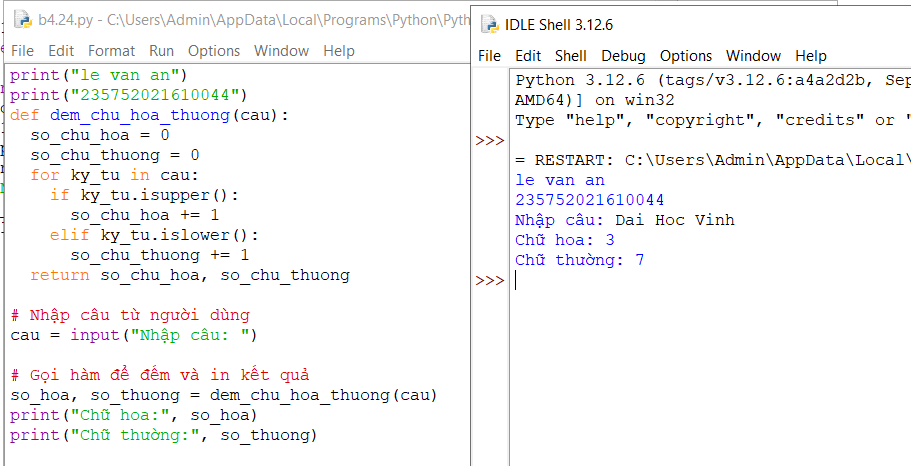 b4.24.py - C:\Users\Admin\AppData\Local\Programs\Python\Pyth
File Edit Format Run Options Window Help
print("le van an")
print("235752021610044")
def dem_chu_hoa_thuong(cau):
  so_chu_hoa = 0
  so_chu_thuong = 0
  for ky_tu in cau:
    if ky_tu.isupper():
      so_chu_hoa += 1
    elif ky_tu.islower():
      so_chu_thuong += 1
  return so_chu_hoa, so_chu_thuong
# Nhập câu từ người dùng
cau = input("Nhập câu: ")
# Gọi hàm để đếm và in kết quả
so_hoa, so_thuong = dem_chu_hoa_thuong(cau)
print("Chữ hoa:", so_hoa)
print("Chữ thường:", so_thuong)
IDLE Shell 3.12.6
File Edit Shell Debug Options Window Help
Python 3.12.6 (tags/v3.12.6:a4a2d2b, Sep
AMD64)] on win32
Type "help", "copyright", "credits" or "
>>>
= RESTART: C:\Users\Admin\AppData\Local\
le van an
235752021610044
Nhập câu: Dai Hoc Vinh
Chữ hoa: 3
Chữ thường: 7
>>>